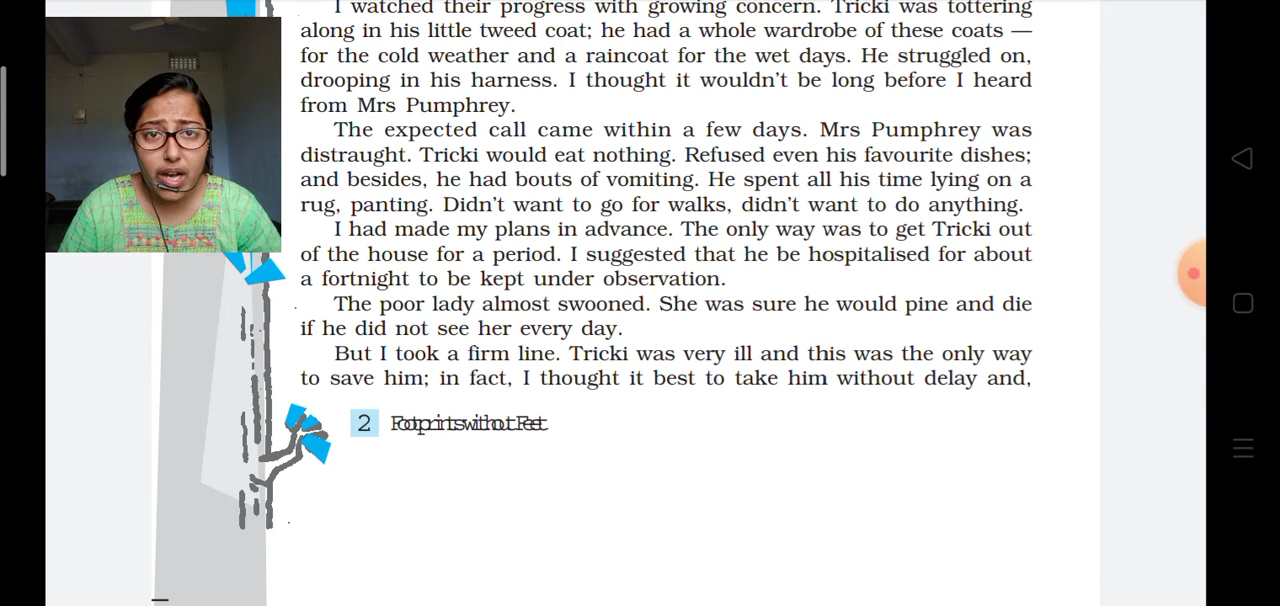 I watched their progress with growing concern. Tricki was tottering
along in his little tweed coat; he had a whole wardrobe of these coats —
for the cold weather and a raincoat for the wet days. He struggled on,
drooping in his harness. I thought it wouldn't be long before I heard
from Mrs Pumphrey.
The expected call came within a few days. Mrs Pumphrey was
distraught. Tricki would eat nothing. Refused even his favourite dishes;
and besides, he had bouts of vomiting. He spent all his time lying on a
rug, panting. Didn't want to go for walks, didn't want to do anything.
I had made my plans in advance. The only way was to get Tricki out
of the house for a period. I suggested that he be hospitalised for about
a fortnight to be kept under observation.
The poor lady almost swooned. She was sure he would pine and die
if he did not see her every day.
But I took a firm line. Tricki was very ill and this was the only way
to save him; in fact, I thought it best to take him without delay and,
2 Footprints without Feet